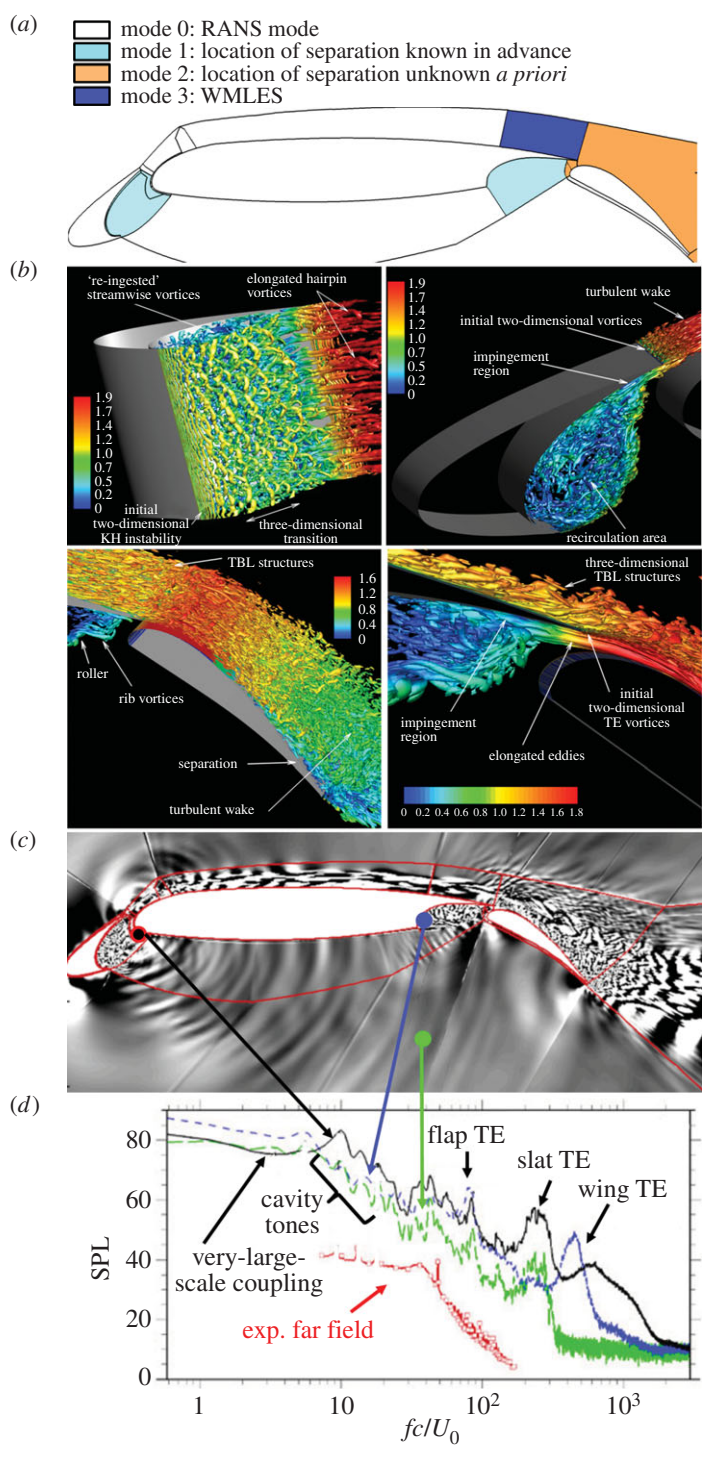 (a)
mode 0: RANS mode
mode 1: location of separation known in advance
mode 2: location of separation unknown a priori
mode 3: WMLES
(b)
‘re-ingested’
streamwise vortices
elongated hairpin
vortices
1.9
1.6
1.2
1.0
0.7
0.5
0.2
0
initial
two-dimensional
KH instability
three-dimensional
transition
1.9
1.6
1.2
1.0
0.7
0.5
0.2
0
turbulent wake
initial two-dimensional vortices
impingement
region
recirculation area
TBL structures
1.6
1.2
0.8
0.4
0
roller
rib vortices
separation
turbulent wake
three-dimensional
TBL structures
impingement
region
initial
two-dimensional
TE vortices
elongated eddies
0 0.2 0.4 0.6 0.8 1.0 1.2 1.4 1.6 1.8
(c)
(d)
80
60
40
20
0
SPL
flap TE
slat TE
wing TE
cavity
tones
very-large-
scale coupling
exp. far field
1 10 10² 10³
fc/U₀